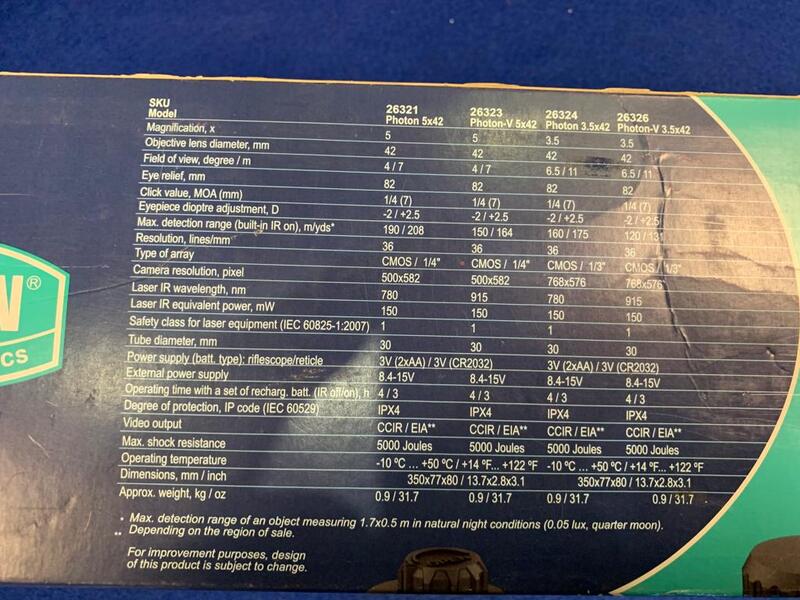 SKU 26321 26323 26324 26326
Model Photon 5x42 Photon-V 5x42 Photon 3.5x42 Photon-V 3.5x42
Magnification, x 5 5 3.5 3.5
Objective lens diameter, mm 42 42 42 42
Field of view, degree / m 4 / 7 4 / 7 6.5 / 11 6.5 / 11
Eye relief, mm 82 82 82 82
Click value, MOA (mm) 1/4 (7) 1/4 (7) 1/4 (7) 1/4 (7)
Eyepiece dioptre adjustment, D -2 / +2.5 -2 / +2.5 -2 / +2.5 -2 / +2.5
Max. detection range (built-in IR on), m/yds* 190 / 208 150 / 164 160 / 175 120 / 131
Resolution, lines/mm 36 36 36 36
Type of array CMOS / 1/4" CMOS / 1/4" CMOS / 1/3" CMOS / 1/3"
Camera resolution, pixel 500x582 500x582 768x576 768x576
Laser IR wavelength, nm 780 915 780 915
Laser IR equivalent power, mW 150 150 150 150
Safety class for laser equipment (IEC 60825-1:2007) 1 1 1 1
Tube diameter, mm 30 30 30 30
Power supply (batt. type): riflescope/reticle 3V (2xAA) / 3V (CR2032) 3V (2xAA) / 3V (CR2032)
External power supply 8.4-15V 8.4-15V 8.4-15V 8.4-15V
Operating time with a set of recharg. batt. (IR off/on), h 4 / 3 4 / 3 4 / 3 4 / 3
Degree of protection, IP code (IEC 60529) IPX4 IPX4 IPX4 IPX4
Video output CCIR / EIA** CCIR / EIA** CCIR / EIA** CCIR / EIA**
Max. shock resistance 5000 Joules 5000 Joules 5000 Joules 5000 Joules
Operating temperature -10 ºC ... +50 ºC / +14 ºF... +122 ºF -10 ºC ... +50 ºC / +14 ºF... +122 ºF
Dimensions, mm / inch 350x77x80 / 13.7x2.8x3.1 350x77x80 / 13.7x2.8x3.1
Approx. weight, kg / oz 0.9 / 31.7 0.9 / 31.7 0.9 / 31.7 0.9 / 31.7
* Max. detection range of an object measuring 1.7x0.5 m in natural night conditions (0.05 lux, quarter moon).
** Depending on the region of sale.
For improvement purposes, design
of this product is subject to change.
N®
CS